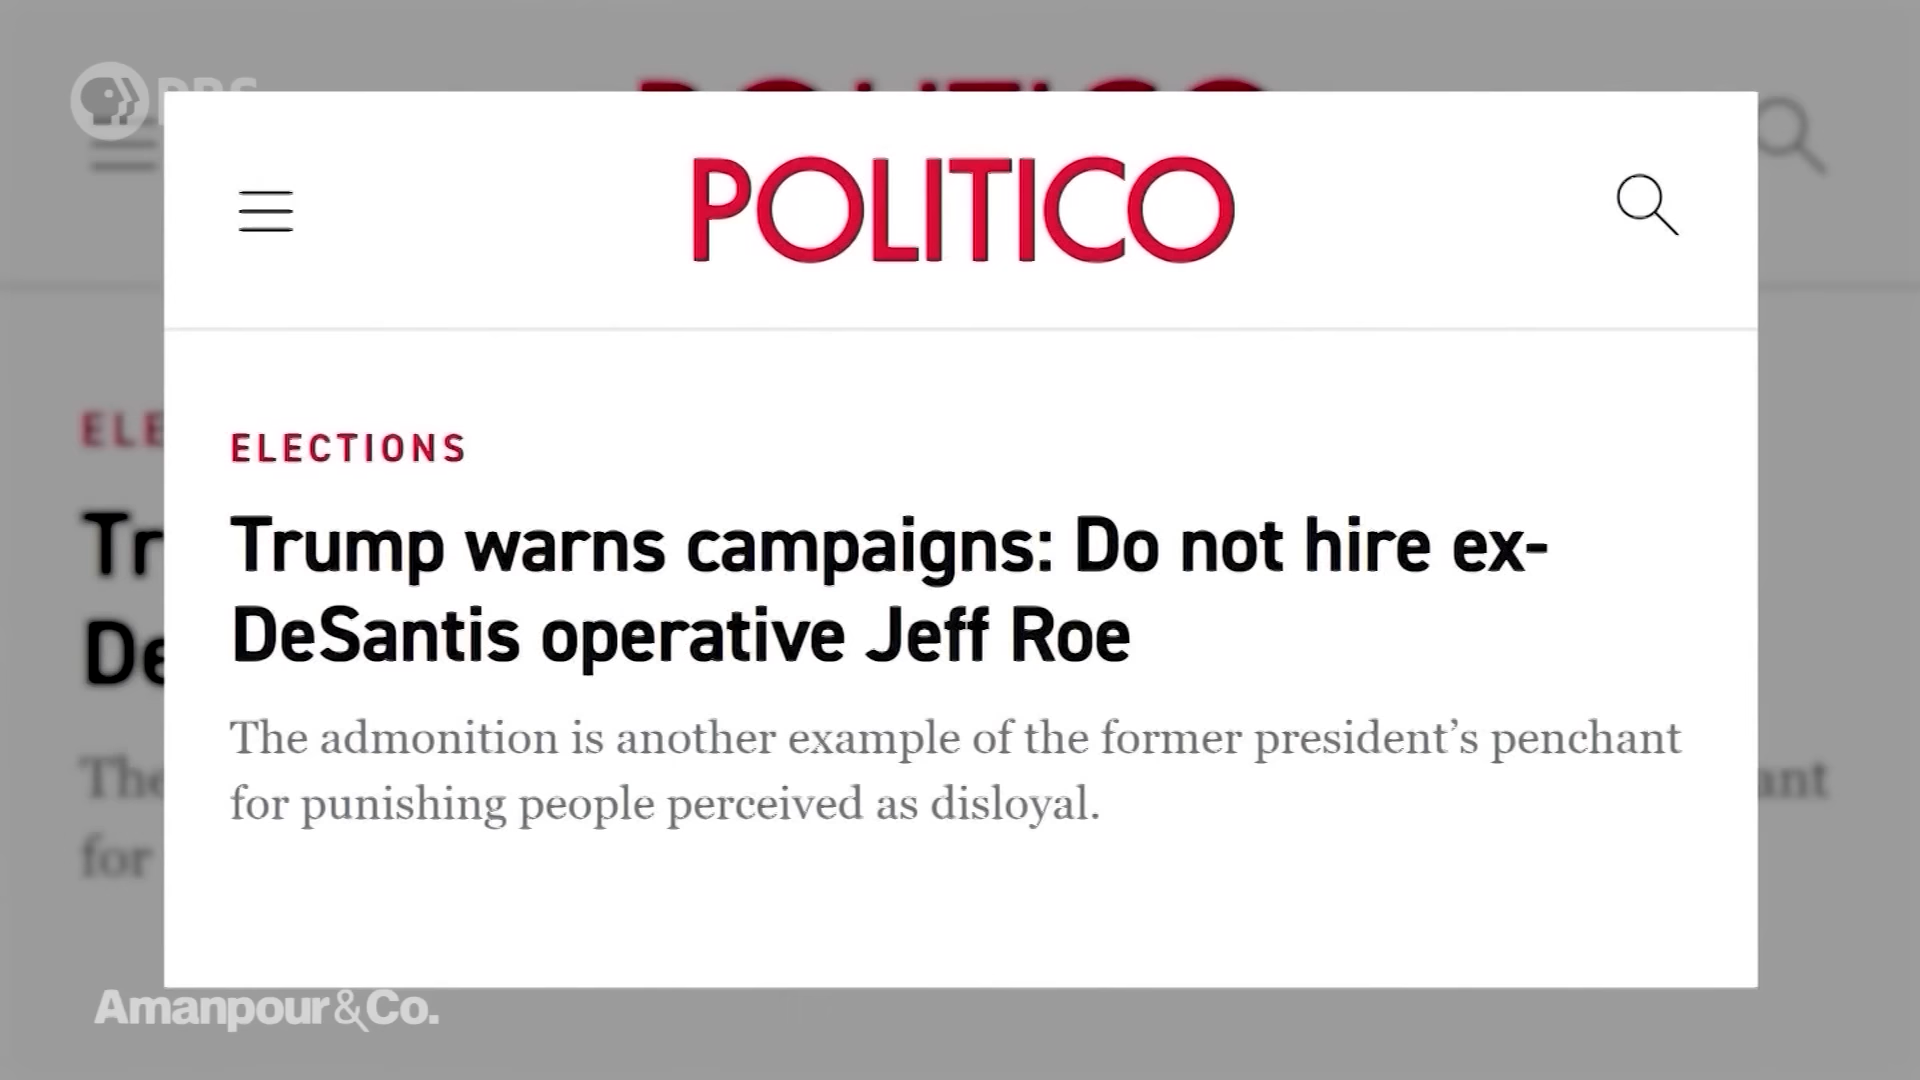 PBS
POLITICO
ELECTIONS
Trump warns campaigns: Do not hire ex-
DeSantis operative Jeff Roe
The admonition is another example of the former president’s penchant
for punishing people perceived as disloyal.
Amanpour&Co.